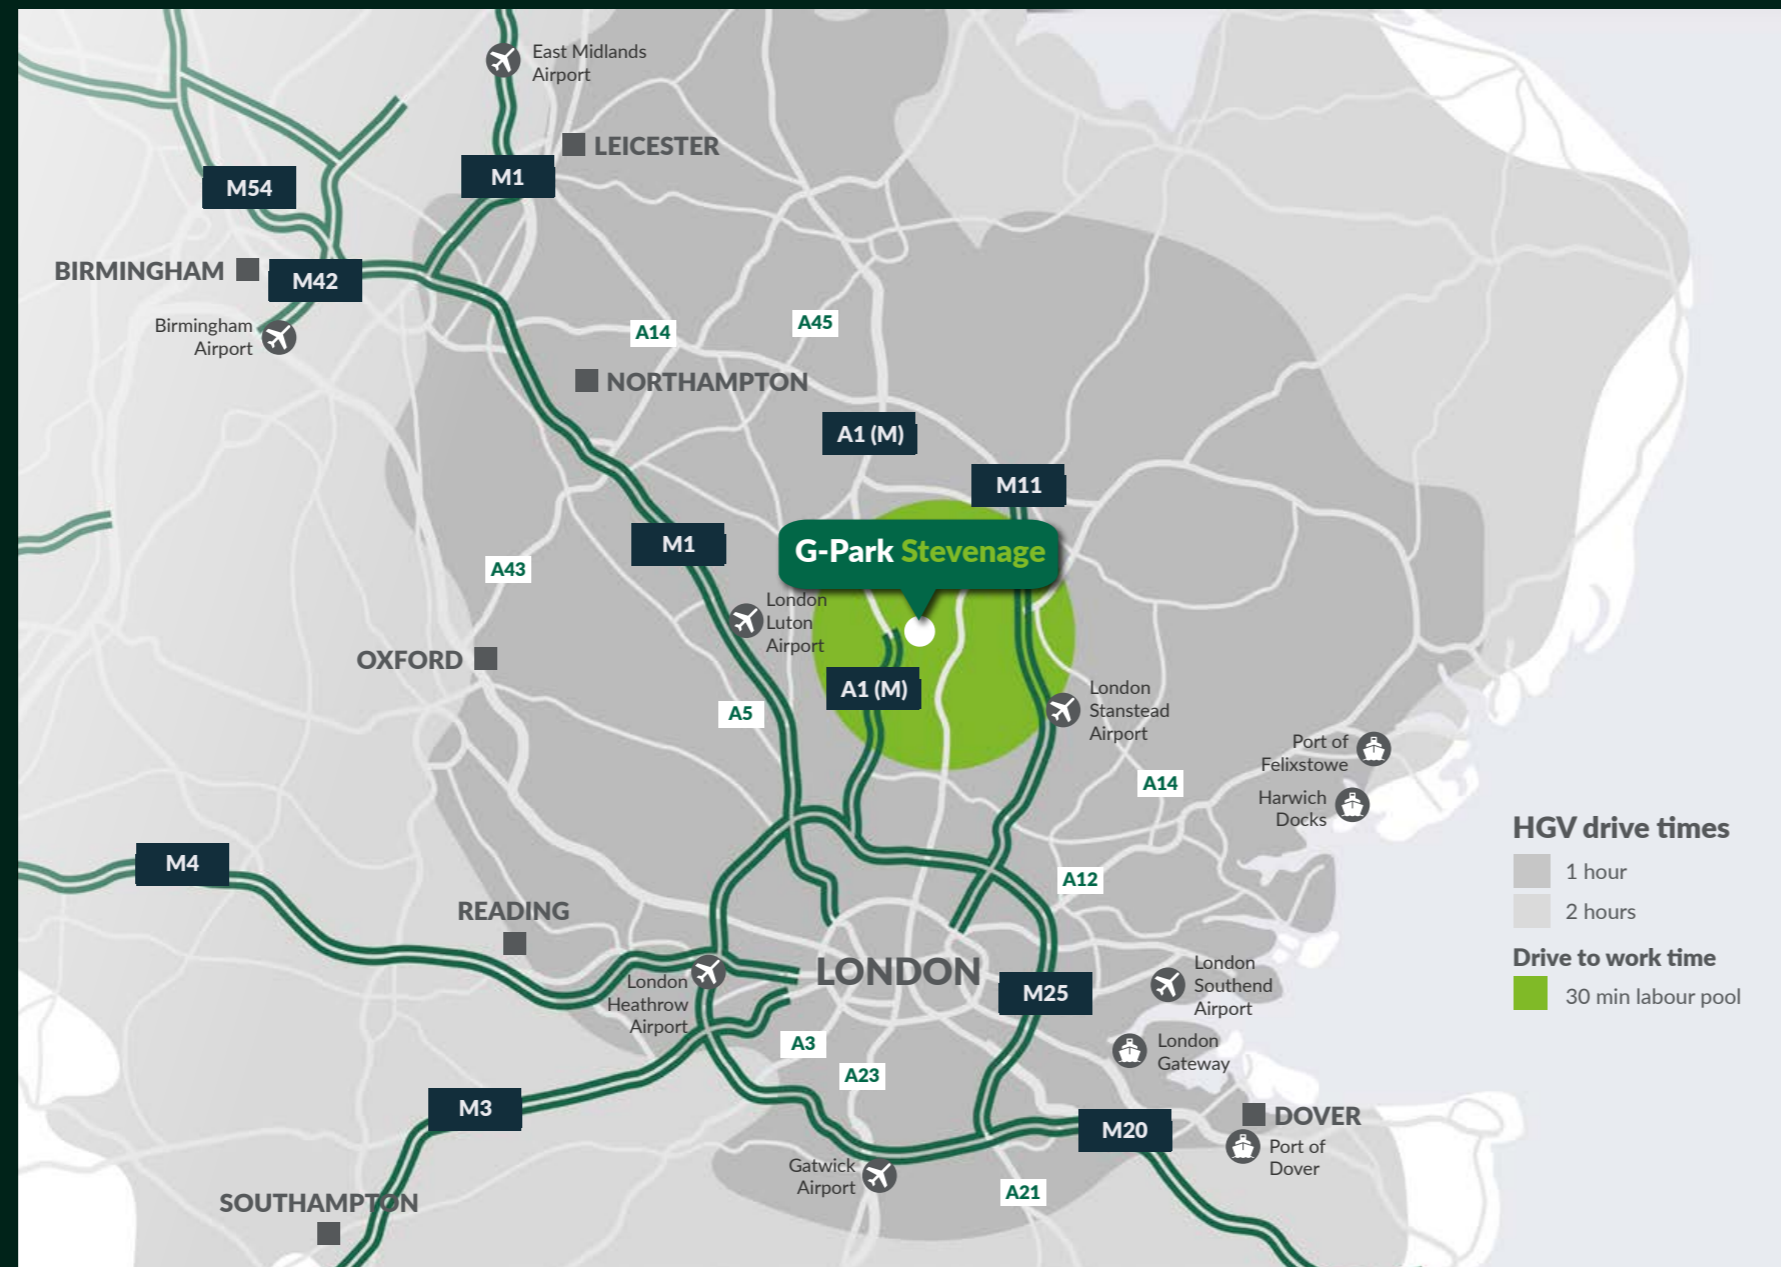 East Midlands
Airport
LEICESTER
M1
M54
BIRMINGHAM
M42
Birmingham
Airport
A14
A45
NORTHAMPTON
A1 (M)
M11
M1
G-Park Stevenage
A43
London
Luton
Airport
OXFORD
A1 (M)
A5
London
Stanstead
Airport
Port of
Felixstowe
A14
Harwich
Docks
HGV drive times
1 hour
2 hours
Drive to work time
30 min labour pool
M4
A12
READING
LONDON
London
Heathrow
Airport
M25
London
Southend
Airport
A3
London
Gateway
A23
M3
DOVER
M20
Port of
Dover
Gatwick
Airport
A21
SOUTHAMPTON